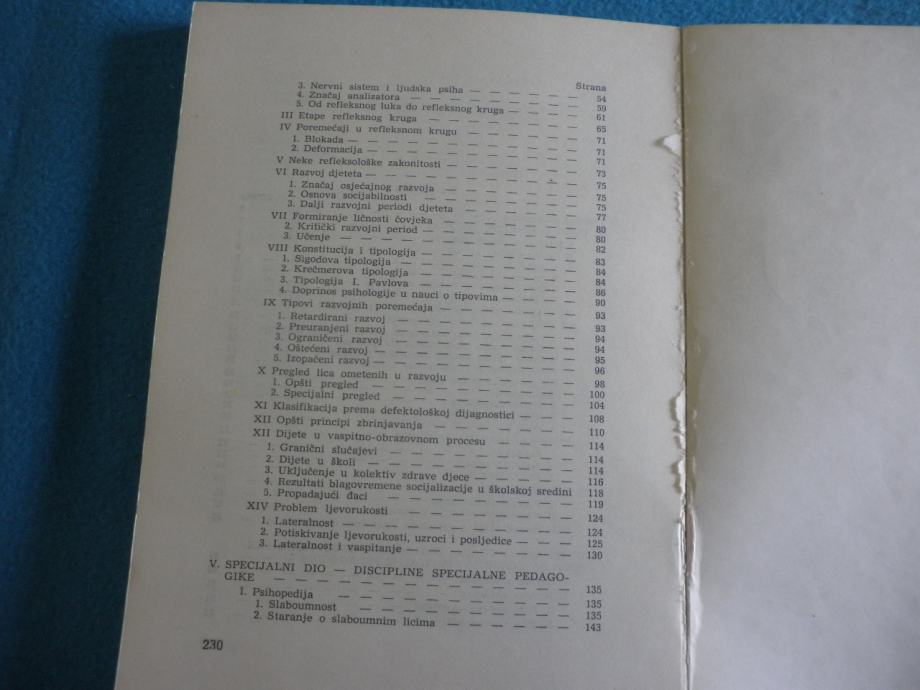 Strana
3. Nervni sistem i ljudska psiha — — — — — — 54
4. Značaj analizatora — — — — — — — — 59
5. Od refleksnog luka do refleksnog kruga — — — — 61
III Etape refleksnog kruga — — — — — — — 65
IV Poremećaji u refleksnom krugu — — — — — — 71
1. Blokada — — — — — — — — — — 71
2. Deformacija — — — — — — — — — 71
V Neke refleksološke zakonitosti — — — — — — 73
VI Razvoj djeteta — — — — — — — — — 75
1. Značaj osjećajnog razvoja — — — — — — 75
2. Osnova socijabilnosti — — — — — — — 75
3. Dalji razvojni periodi djeteta — — — — — — 77
VII Formiranje ličnosti čovjeka — — — — — — — 80
2. Kritički razvojni period — — — — — — — 80
3. Učenje — — — — — — — — — — 82
VIII Konstitucija i tipologija — — — — — — — 83
1. Sigodova tipologija — — — — — — — — 84
2. Krečmerova tipologija — — — — — — — 84
3. Tipologija I. Pavlova — — — — — — — 86
4. Doprinos psihologije u nauci o tipovima — — — — 90
IX Tipovi razvojnih poremećaja — — — — — — 93
1. Retardirani razvoj — — — — — — — — 93
2. Preuranjeni razvoj — — — — — — — — 94
3. Ograničeni razvoj — — — — — — — — 94
4. Oštećeni razvoj — — — — — — — — — 95
5. Izopačeni razvoj — — — — — — — — — 96
X Pregled lica ometenih u razvoju — — — — — — 98
1. Opšti pregled — — — — — — — — — 100
2. Specijalni pregled — — — — — — — — 104
XI Klasifikacija prema defektološkoj dijagnostici — — — 108
XII Opšti principi zbrinjavanja — — — — — — — 110
XII Dijete u vaspitno-obrazovnom procesu — — — — 114
1. Granični slučajevi — — — — — — — — 114
2. Dijete u školi — — — — — — — — — 114
3. Uključenje u kolektiv zdrave djece — — — — — 116
4. Rezultati blagovremene socijalizacije u školskoj sredini 118
5. Propadajući đaci — — — — — — — — 119
XIV Problem ljevorukosti — — — — — — — — 124
1. Lateralnost — — — — — — — — — — 124
2. Potiskivanje ljevorukosti, uzroci i posljedice — — — 125
3. Lateralnost i vaspitanje — — — — — — — 130
V. SPECIJALNI DIO — DISCIPLINE SPECIJALNE PEDAGO-
GIKE — — — — — — — — — — — — 135
I. Psihopedija — — — — — — — — — — 135
1. Slaboumnost — — — — — — — — — 135
2. Staranje o slaboumnim licima — — — — — — 143
230